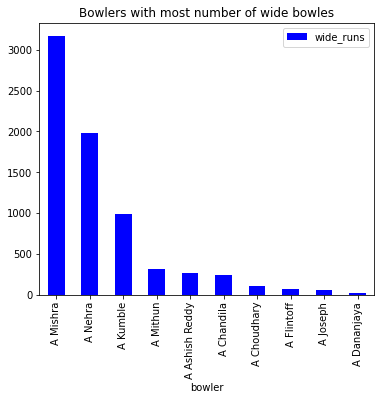 Bowlers with most number of wide bowles
wide_runs
3000
2500
2000
1500
1000
500
0
A Mishra
A Nehra
A Kumble
A Mithun
A Ashish Reddy
A Chandila
A Choudhary
A Flintoff
A Joseph
A Dananjaya
bowler